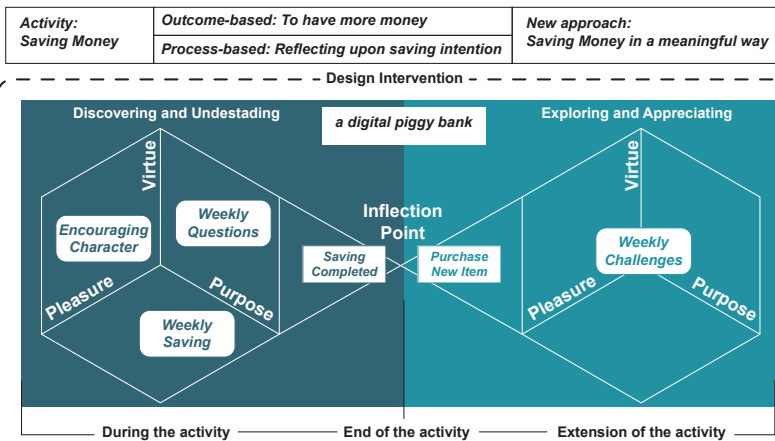 Activity:
Saving Money
Outcome-based: To have more money
Process-based: Reflecting upon saving intention
New approach:
Saving Money in a meaningful way
Design Intervention
Discovering and Undestading
a digital piggy bank
Exploring and Appreciating
Virtue
Virtue
Encouraging
Character
Weekly
Questions
Inflection
Point
Saving
Completed
Purchase
New Item
Weekly
Challenges
Pleasure
Purpose
Pleasure
Purpose
Weekly
Saving
During the activity
End of the activity
Extension of the activity